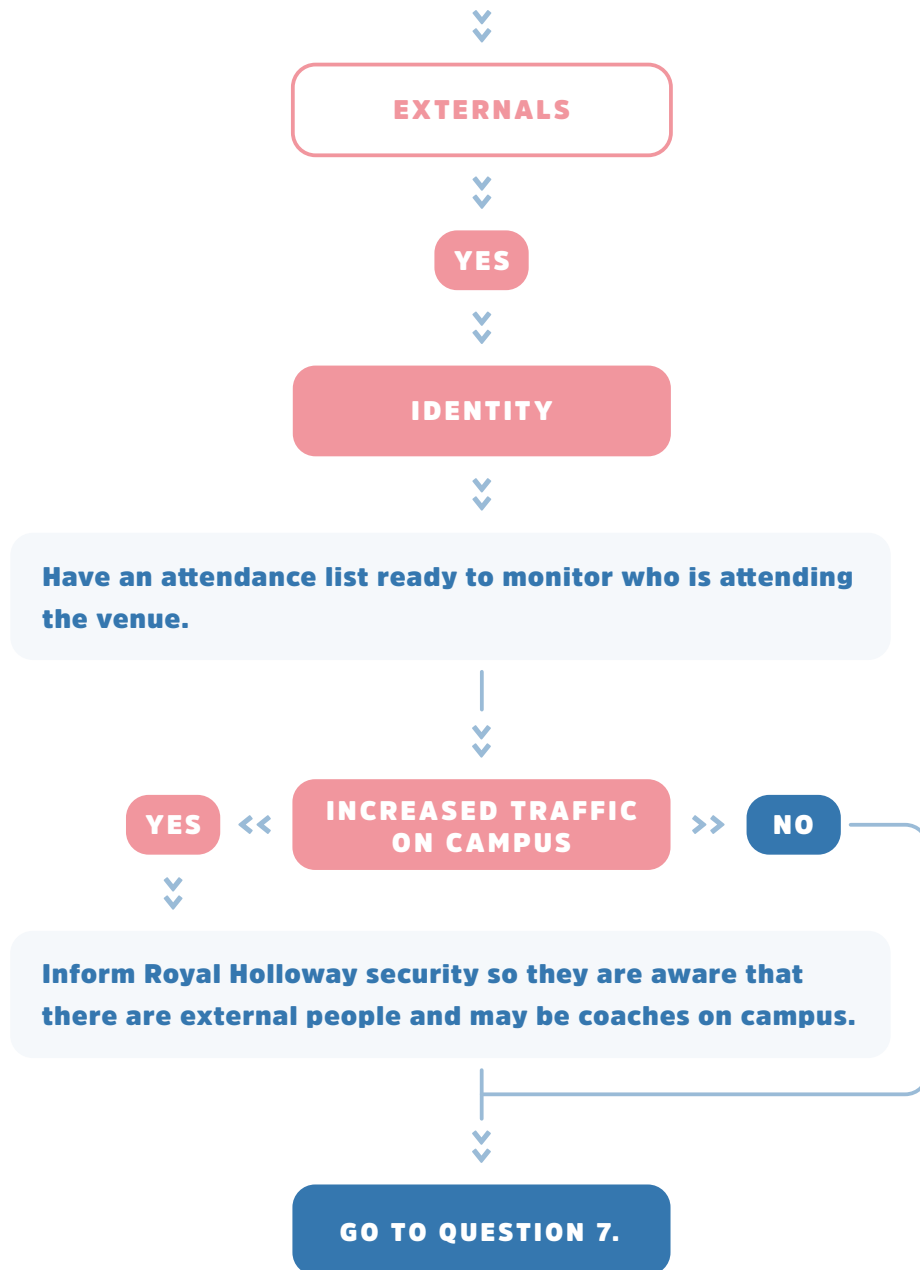 EXTERNALS
YES
IDENTITY
Have an attendance list ready to monitor who is attending
the venue.
YES
INCREASED TRAFFIC
ON CAMPUS
NO
Inform Royal Holloway security so they are aware that
there are external people and may be coaches on campus.
GO TO QUESTION 7.